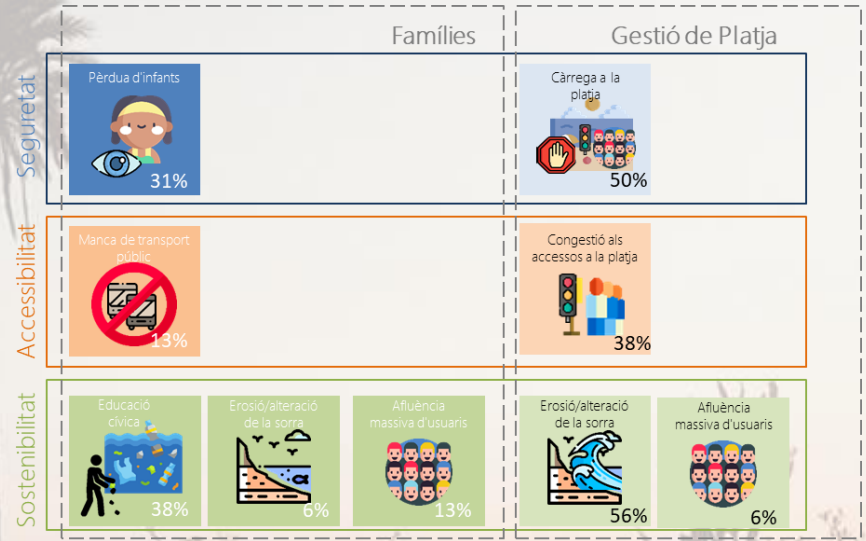 Famílies
Gestió de Platja
Seguretat
Pèrdua d'infants
31%
Càrrega a la
platja
50%
Accessibilitat
Manca de transport
públic
13%
Congestió als
accessos a la platja
38%
Sostenibilitat
Educació
cívica
38%
Erosió/alteració
de la sorra
6%
Afluència
massiva d'usuaris
13%
Erosió/alteració
de la sorra
56%
Afluència
massiva d'usuaris
6%